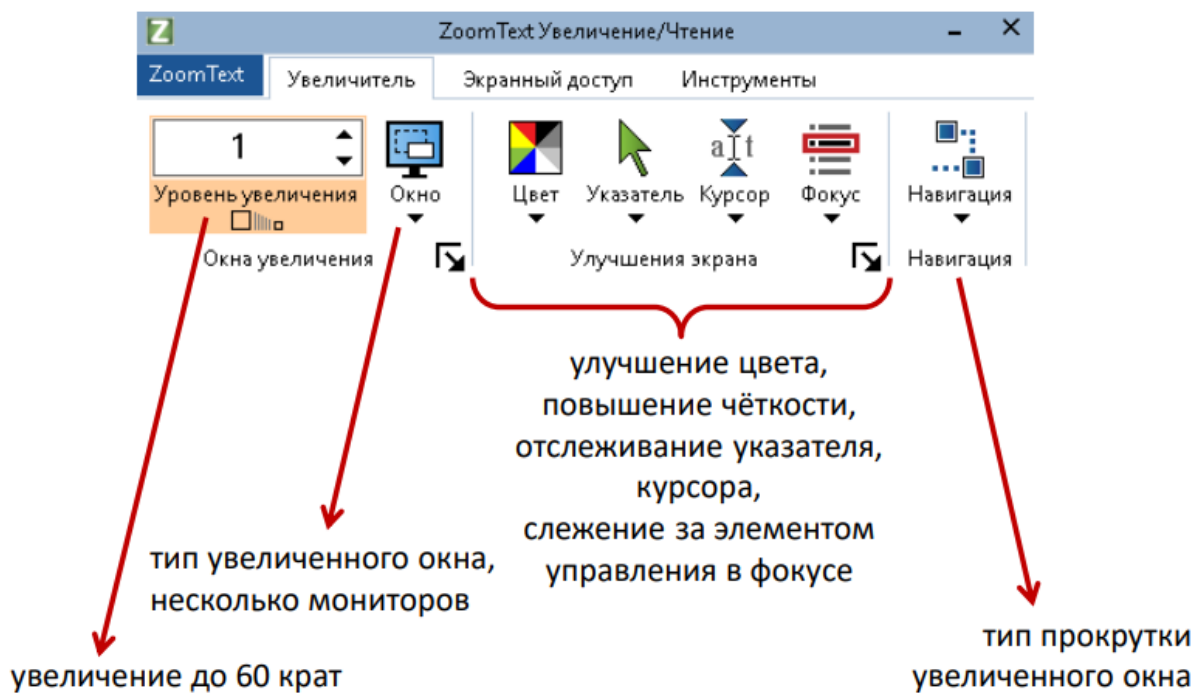 ZoomText Увеличение/Чтение
ZoomText Увеличитель Экранный доступ Инструменты
1
Уровень увеличения Окно Цвет Указатель Курсор Фокус Навигация
Окна увеличения Улучшения экрана Навигация
улучшение цвета,
повышение чёткости,
отслеживание указателя,
курсора,
слежение за элементом
управления в фокусе
тип увеличенного окна,
несколько мониторов
тип прокрутки
увеличенного окна
увеличение до 60 крат